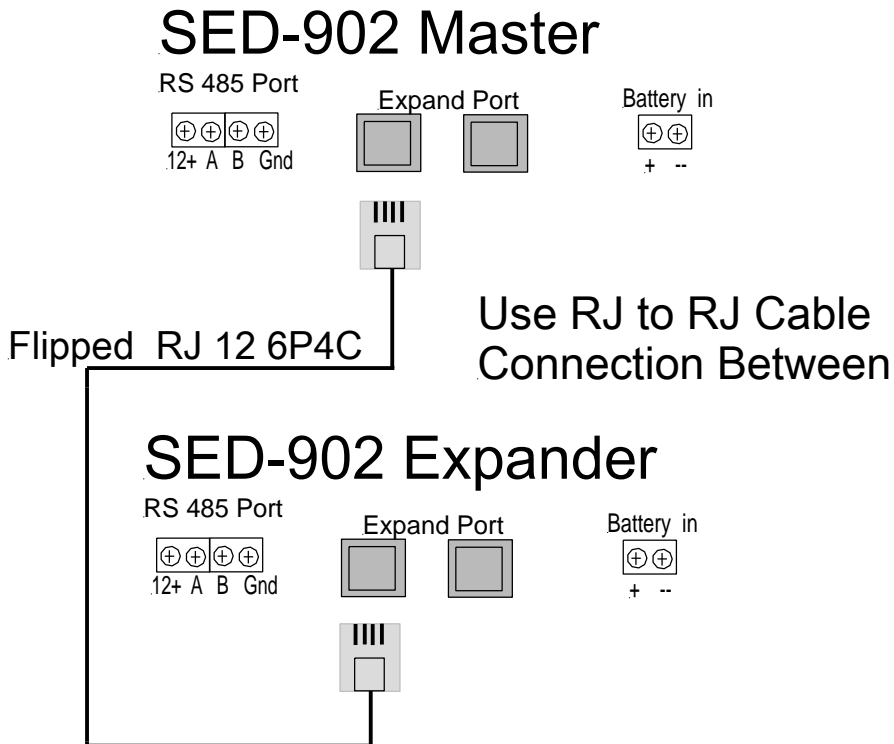 SED-902 Master
RS 485 Port
Expand Port
Battery in
12+ A B Gnd
+ --
Flipped RJ 12 6P4C
Use RJ to RJ Cable
Connection Between
SED-902 Expander
RS 485 Port
Expand Port
Battery in
12+ A B Gnd
+ --